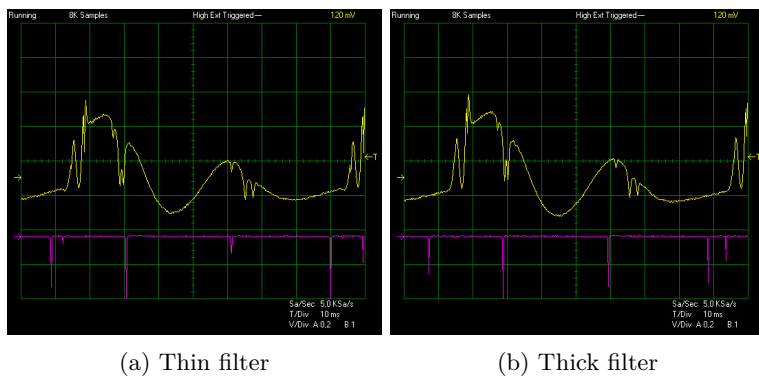 Running 8K Samples High Ext Triggered— 120 mV
T
Sa/Sec 5,0 KSa/s
T/Div 10 ms
V/Div A 0,2 B 1
(a) Thin filter
Running 8K Samples High Ext Triggered— 120 mV
T
Sa/Sec 5,0 KSa/s
T/Div 10 ms
V/Div A 0,2 B 1
(b) Thick filter